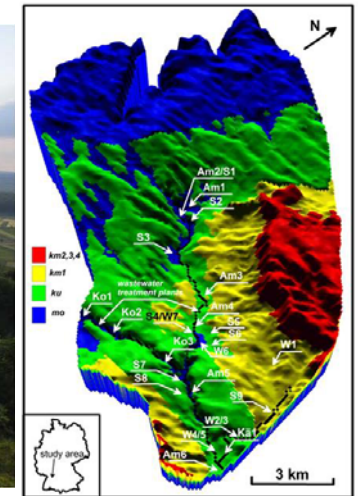 N
Am2/S1
Am1
S2
S3
km2,3,4
km1
ku
mo
wastewater
treatment plants
Am3
Ko1
Ko2
S4/W7
Am4
S5
S6
Ko3
W6
W1
S7
Am5
S8
S9
W2/3
Kä1
W4/5
Am6
study area
3 km